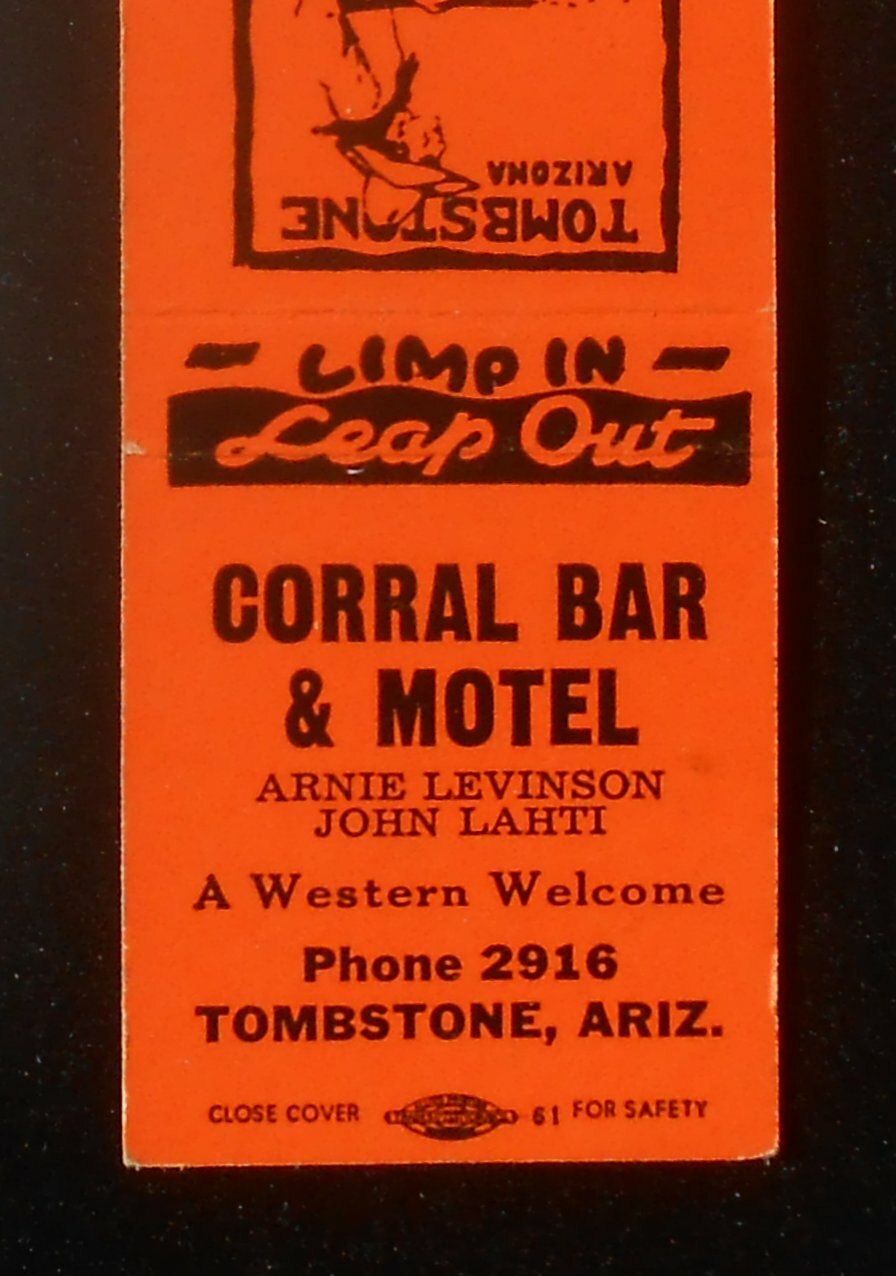 TOMBSTONE
ARIZONA
- LIMP IN -
Leap Out
CORRAL BAR
& MOTEL
ARNIE LEVINSON
JOHN LAHTI
A Western Welcome
Phone 2916
TOMBSTONE, ARIZ.
CLOSE COVER 61 FOR SAFETY